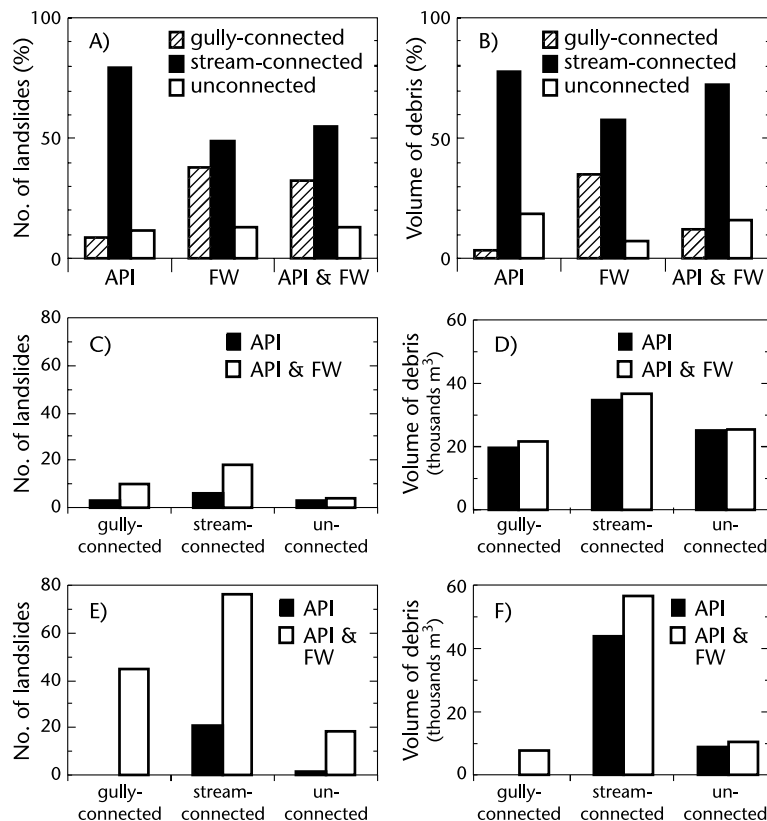 A)
gully-connected
stream-connected
unconnected
No. of landslides (%)
100
50
0
API
FW
API & FW
B)
gully-connected
stream-connected
unconnected
Volume of debris (%)
100
50
0
API
FW
API & FW
C)
API
API & FW
No. of landslides
80
60
40
20
0
gully-
connected
stream-
connected
un-
connected
D)
API
API & FW
Volume of debris
(thousands m³)
60
40
20
0
gully-
connected
stream-
connected
un-
connected
E)
API
API &
FW
No. of landslides
80
60
40
20
0
gully-
connected
stream-
connected
un-
connected
F)
API
API &
FW
Volume of debris
(thousands m³)
60
40
20
0
gully-
connected
stream-
connected
un-
connected